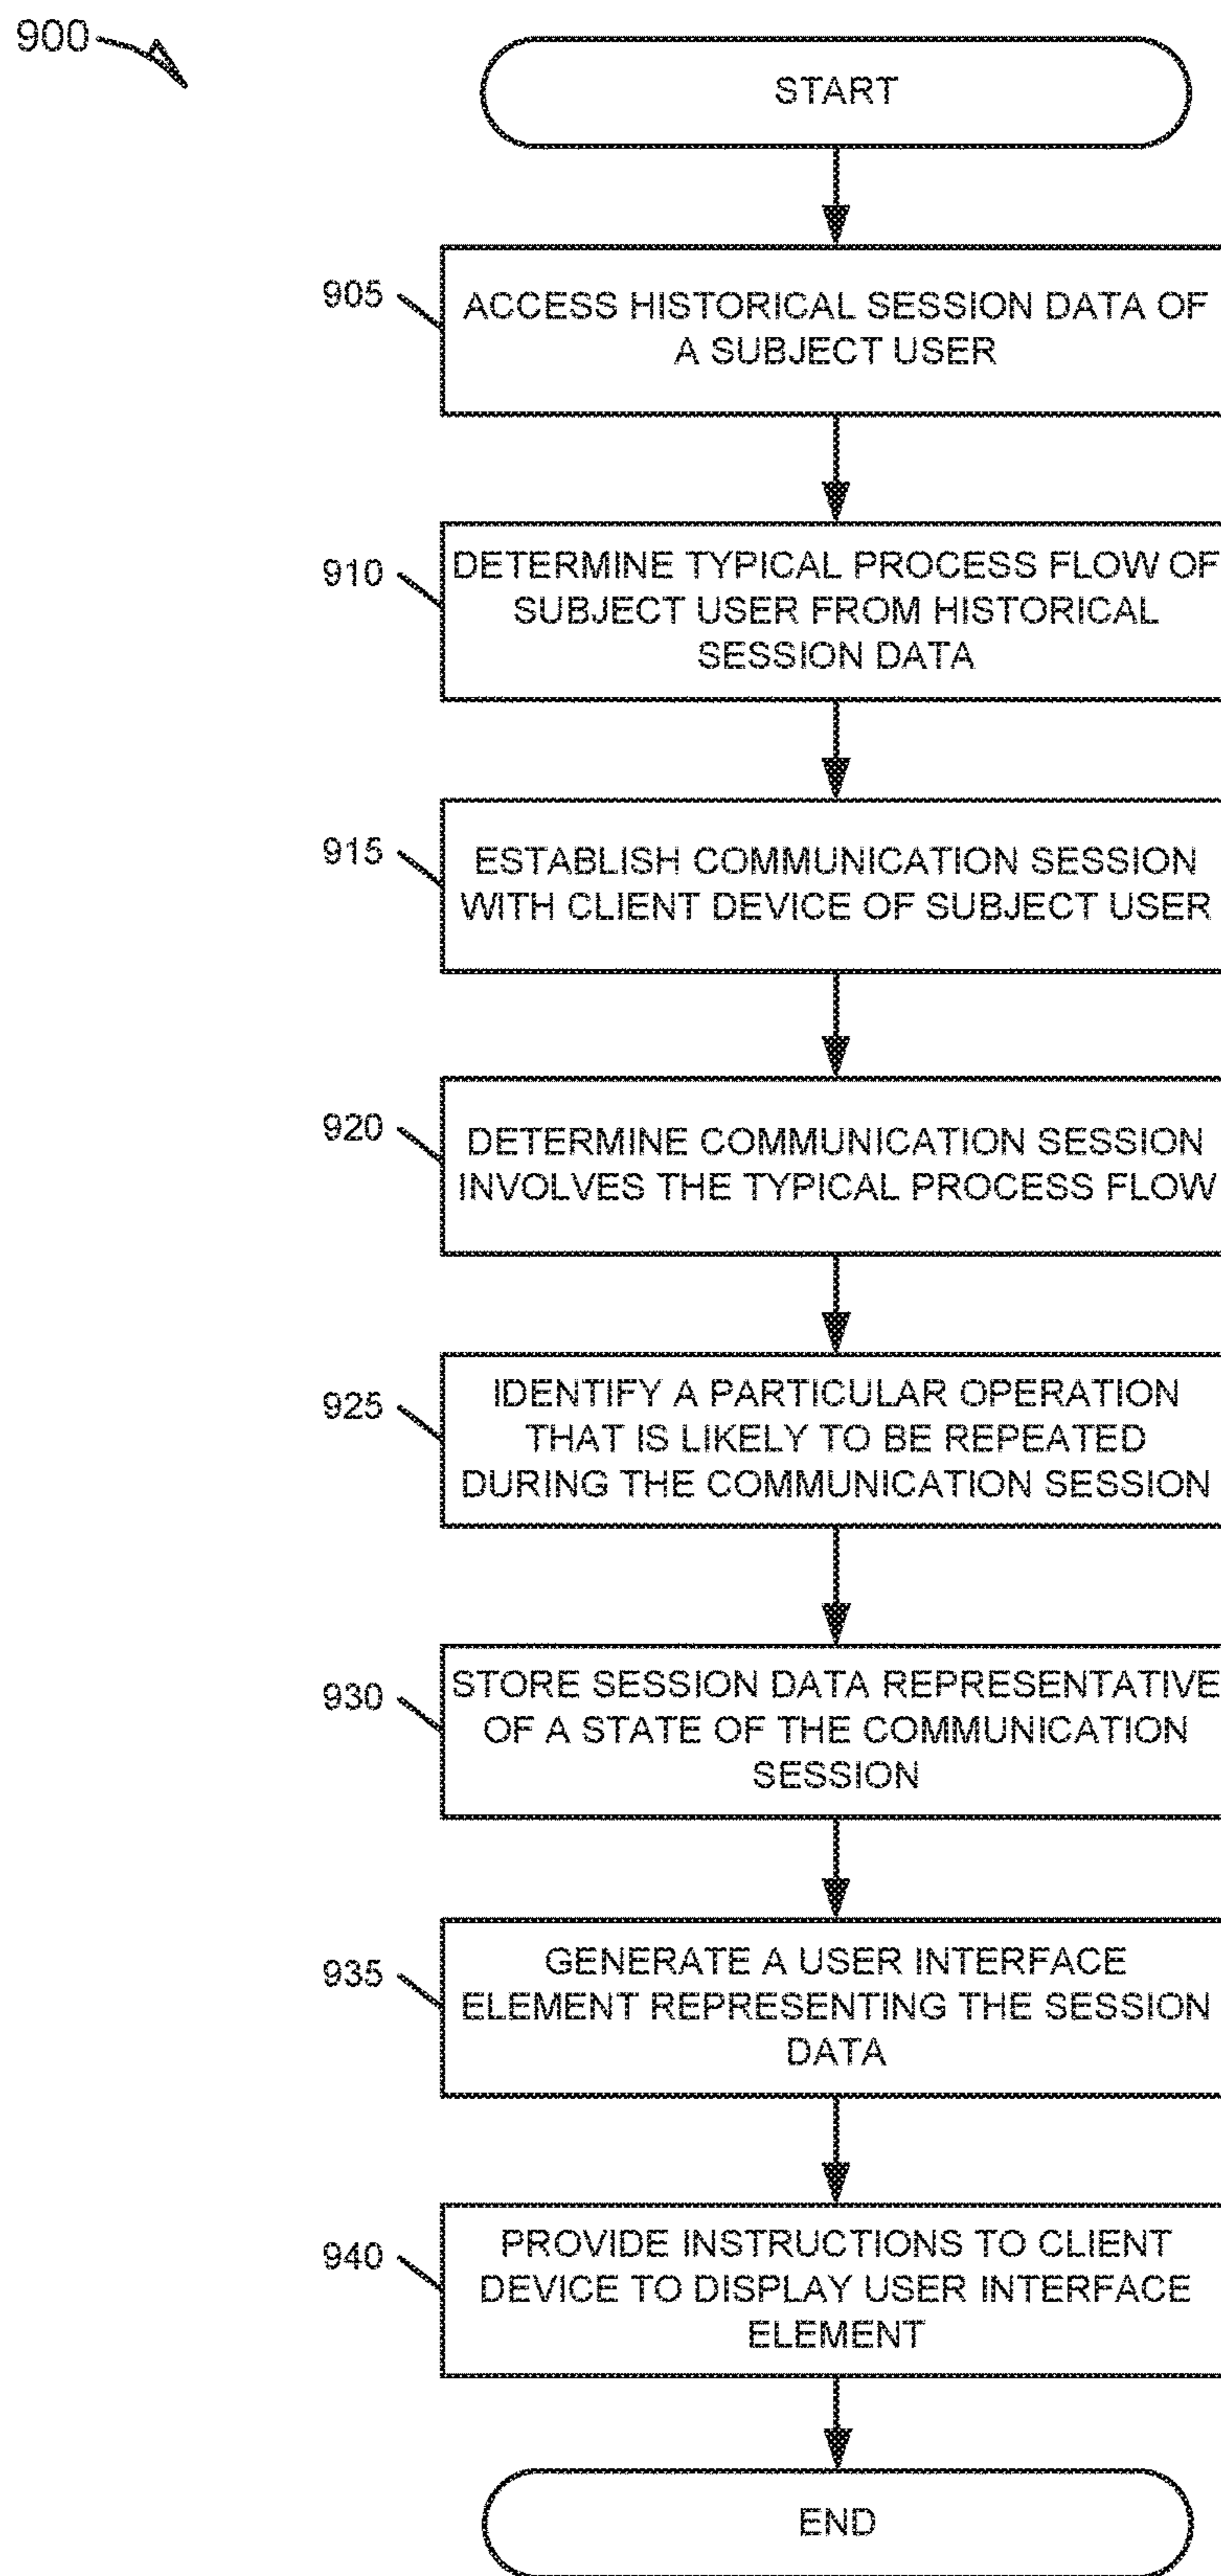 900
START
905
ACCESS HISTORICAL SESSION DATA OF
A SUBJECT USER
910
DETERMINE TYPICAL PROCESS FLOW OF
SUBJECT USER FROM HISTORICAL
SESSION DATA
915
ESTABLISH COMMUNICATION SESSION
WITH CLIENT DEVICE OF SUBJECT USER
920
DETERMINE COMMUNICATION SESSION
INVOLVES THE TYPICAL PROCESS FLOW
925
IDENTIFY A PARTICULAR OPERATION
THAT IS LIKELY TO BE REPEATED
DURING THE COMMUNICATION SESSION
930
STORE SESSION DATA REPRESENTATIVE
OF A STATE OF THE COMMUNICATION
SESSION
935
GENERATE A USER INTERFACE
ELEMENT REPRESENTING THE SESSION
DATA
940
PROVIDE INSTRUCTIONS TO CLIENT
DEVICE TO DISPLAY USER INTERFACE
ELEMENT
END